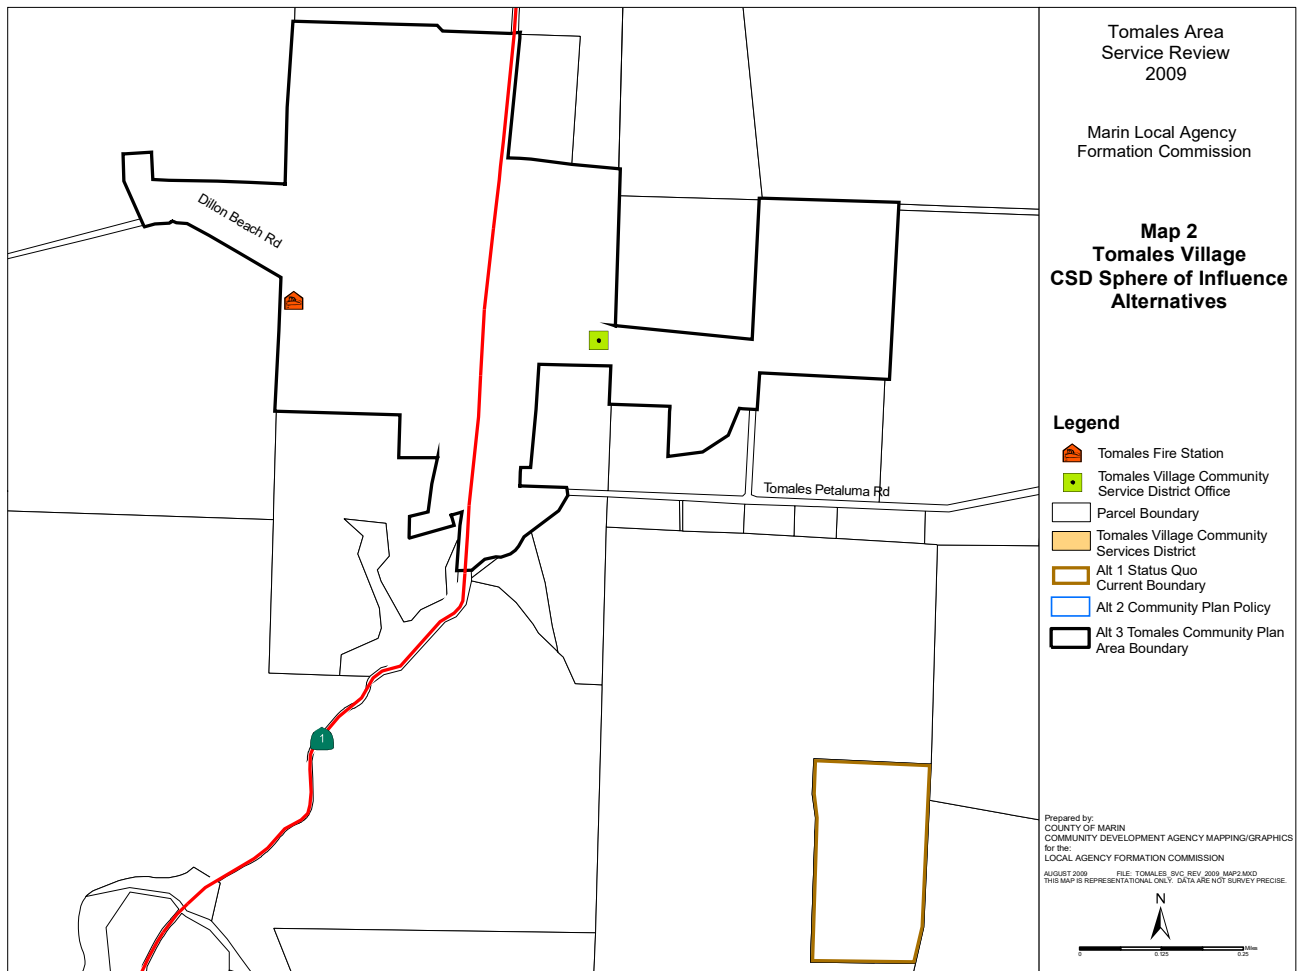 Tomales Area
Service Review
2009
Marin Local Agency
Formation Commission
Map 2
Tomales Village
CSD Sphere of Influence
Alternatives
Dillon Beach Rd
Tomales Petaluma Rd
1
Legend
Tomales Fire Station
Tomales Village Community
Service District Office
Parcel Boundary
Tomales Village Community
Services District
Alt 1 Status Quo
Current Boundary
Alt 2 Community Plan Policy
Alt 3 Tomales Community Plan
Area Boundary
Prepared by:
COUNTY OF MARIN
COMMUNITY DEVELOPMENT AGENCY MAPPING/GRAPHICS
for the:
LOCAL AGENCY FORMATION COMMISSION
AUGUST 2009 FILE: TOMALES_SVC_REV_2009_MAP2.MXD
THIS MAP IS REPRESENTATIONAL ONLY. DATA ARE NOT SURVEY PRECISE.
N
Miles
0 0.125 0.25